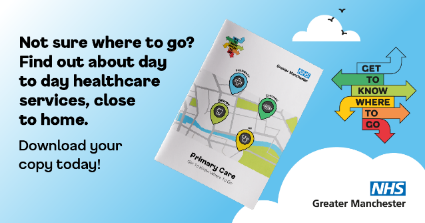 Not sure where to go?
Find out about day
to day healthcare
services, close
to home.
Download your
copy today!
NHS
Greater Manchester
Primary Care
GET
TO
KNOW
WHERE
TO
GO
NHS
Greater Manchester